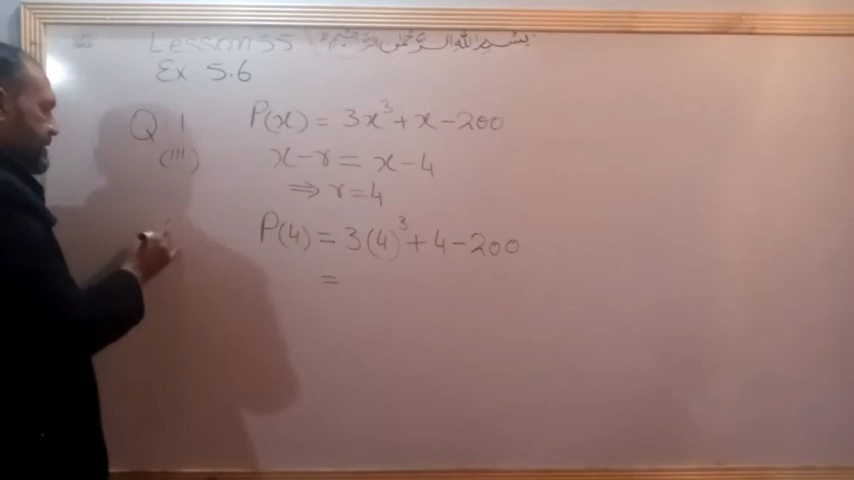 Lesson 35 بسم الله الرحمن الرحيم
Ex 5.6
Q.1 P(x) = 3x³ + x - 200
(iii) x - r = x - 4
⇒ r = 4
P(4) = 3(4)³ + 4 - 200
=